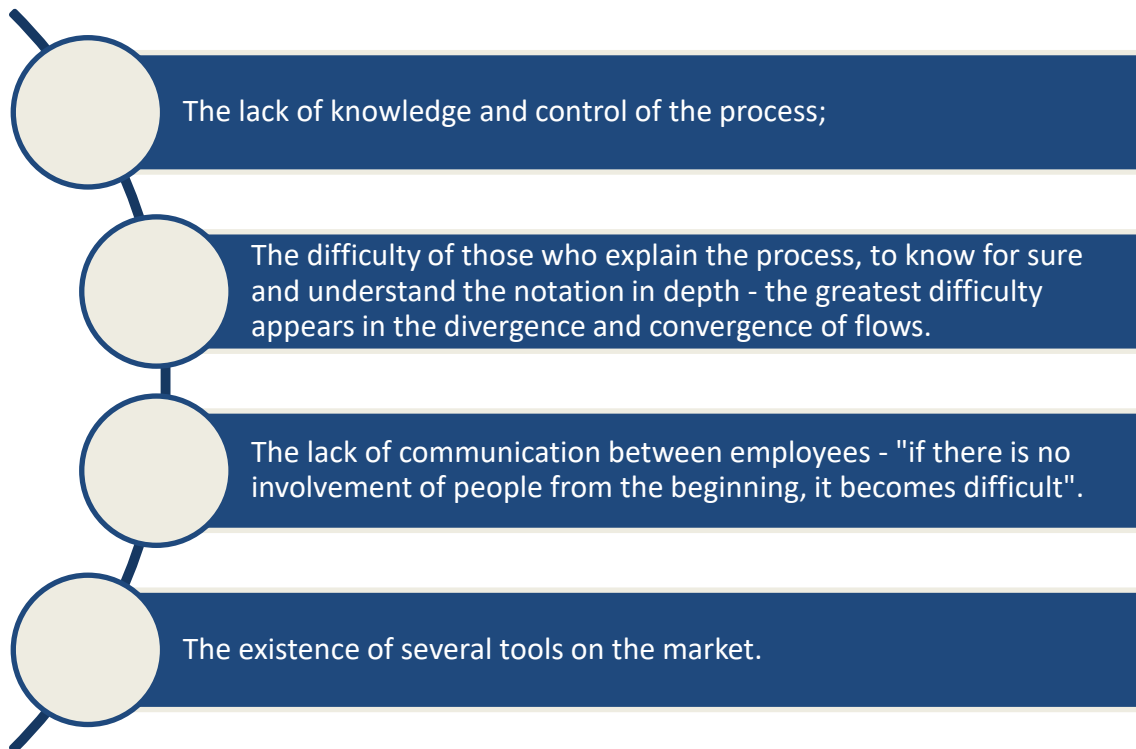 The lack of knowledge and control of the process;
The difficulty of those who explain the process, to know for sure
and understand the notation in depth - the greatest difficulty
appears in the divergence and convergence of flows.
The lack of communication between employees - "if there is no
involvement of people from the beginning, it becomes difficult".
The existence of several tools on the market.